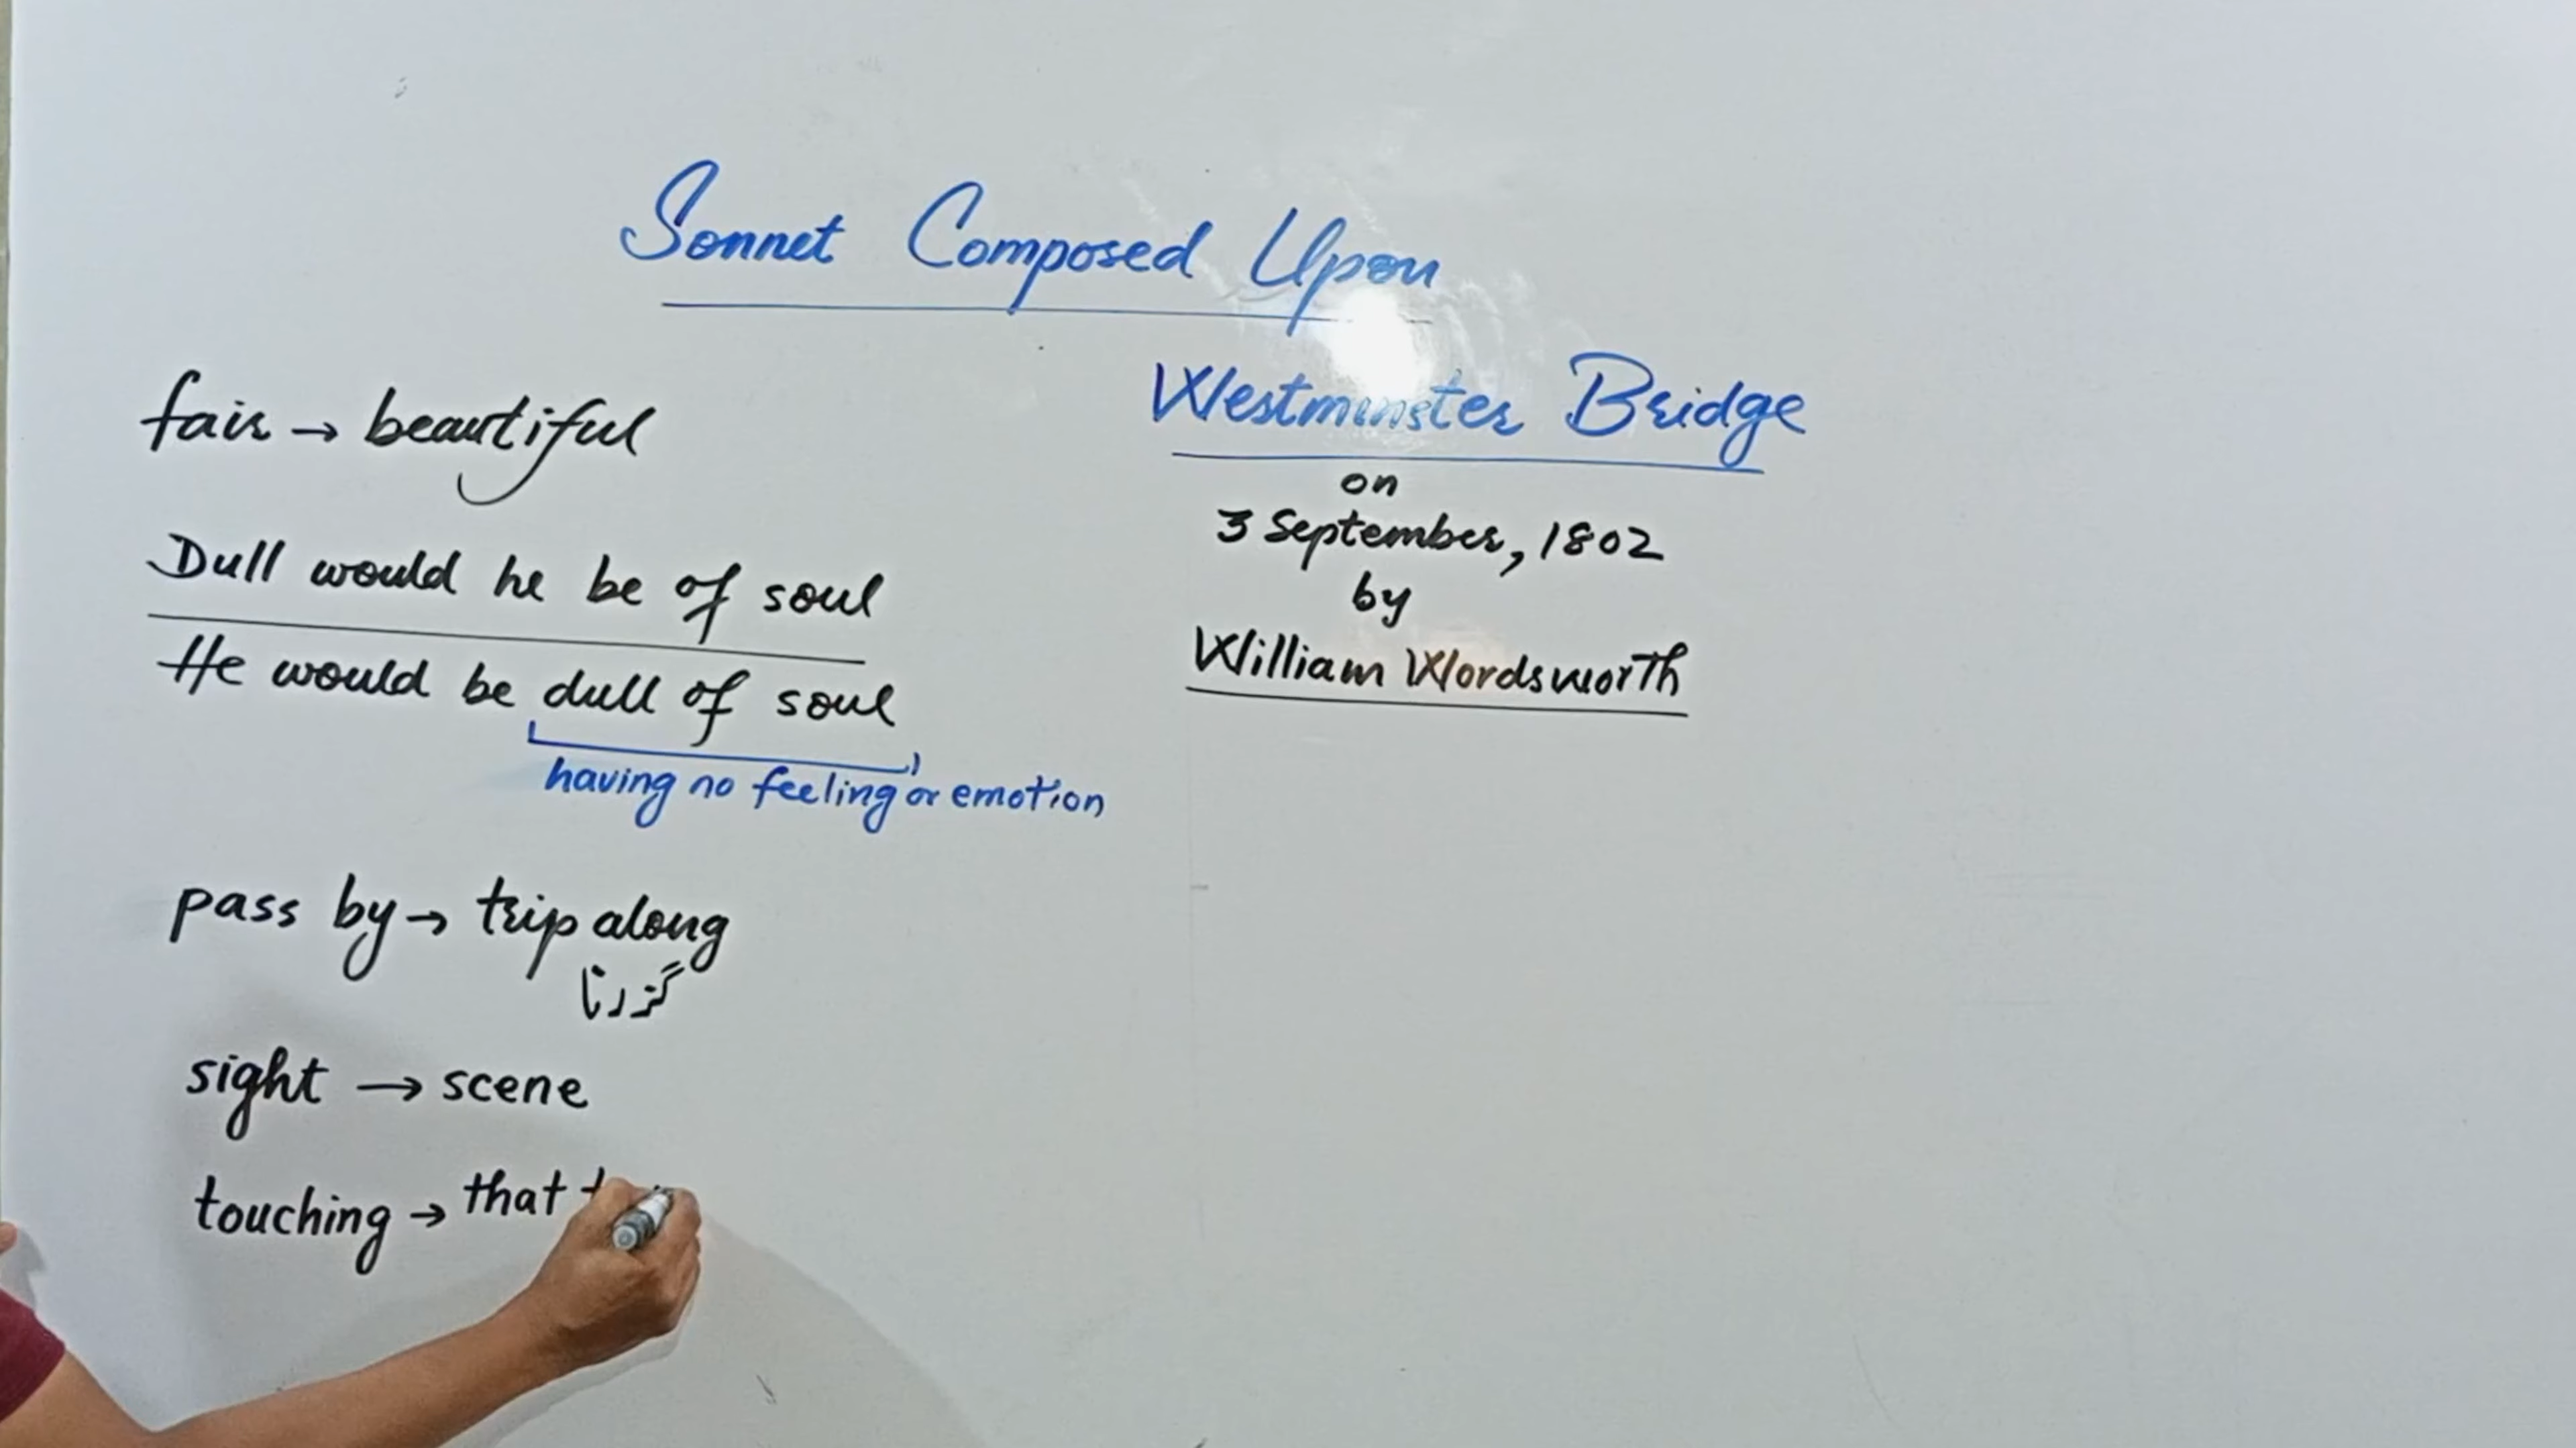 Sonnet Composed Upon
Westminster Bridge
on
3 September, 1802
by
William Wordsworth
fair → beautiful
Dull would he be of soul
He would be dull of soul
having no feeling or emotion
pass by → trip along
گزرنا
sight → scene
touching → that